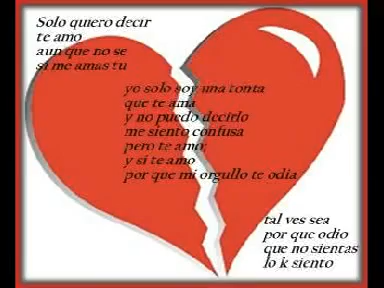 Solo quiero decir
te amo
aun que no se
si me amas tu
yo solo soy una tonta
que te ama
y no puedo decirlo
me siento confusa
pero te amo;
y si te amo
por que mi orgullo te odia
tal ves sea
por que odio
que no sientas
lo k siento